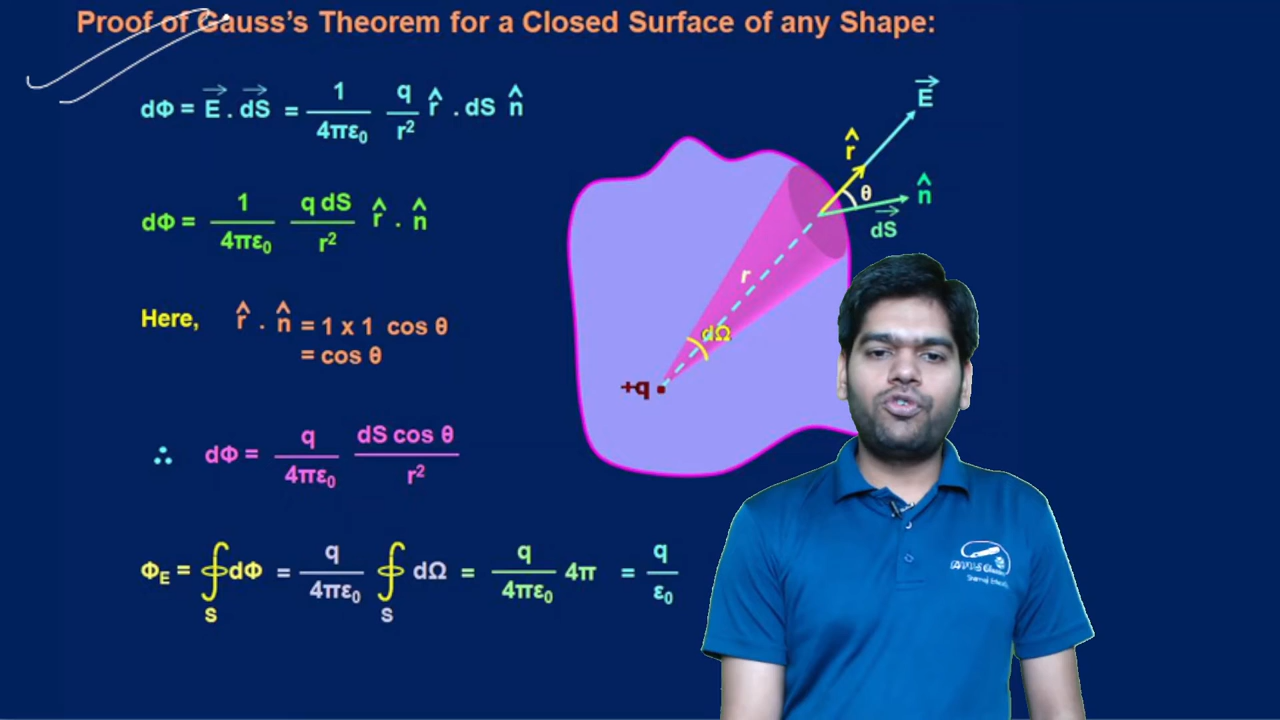 Proof of Gauss's Theorem for a Closed Surface of any Shape:
dΦ = E⃗ . dS⃗ = 1/4πε₀ q/r² r̂ . dS n̂
dΦ = 1/4πε₀ q dS/r² r̂ . n̂
Here, r̂ . n̂ = 1 x 1 cos θ
= cos θ
∴ dΦ = q/4πε₀ dS cos θ/r²
Φ_E = ∮_S dΦ = q/4πε₀ ∮_S dΩ = q/4πε₀ 4π = q/ε₀
E⃗
r̂
θ
n̂
dS⃗
r
dΩ
+q